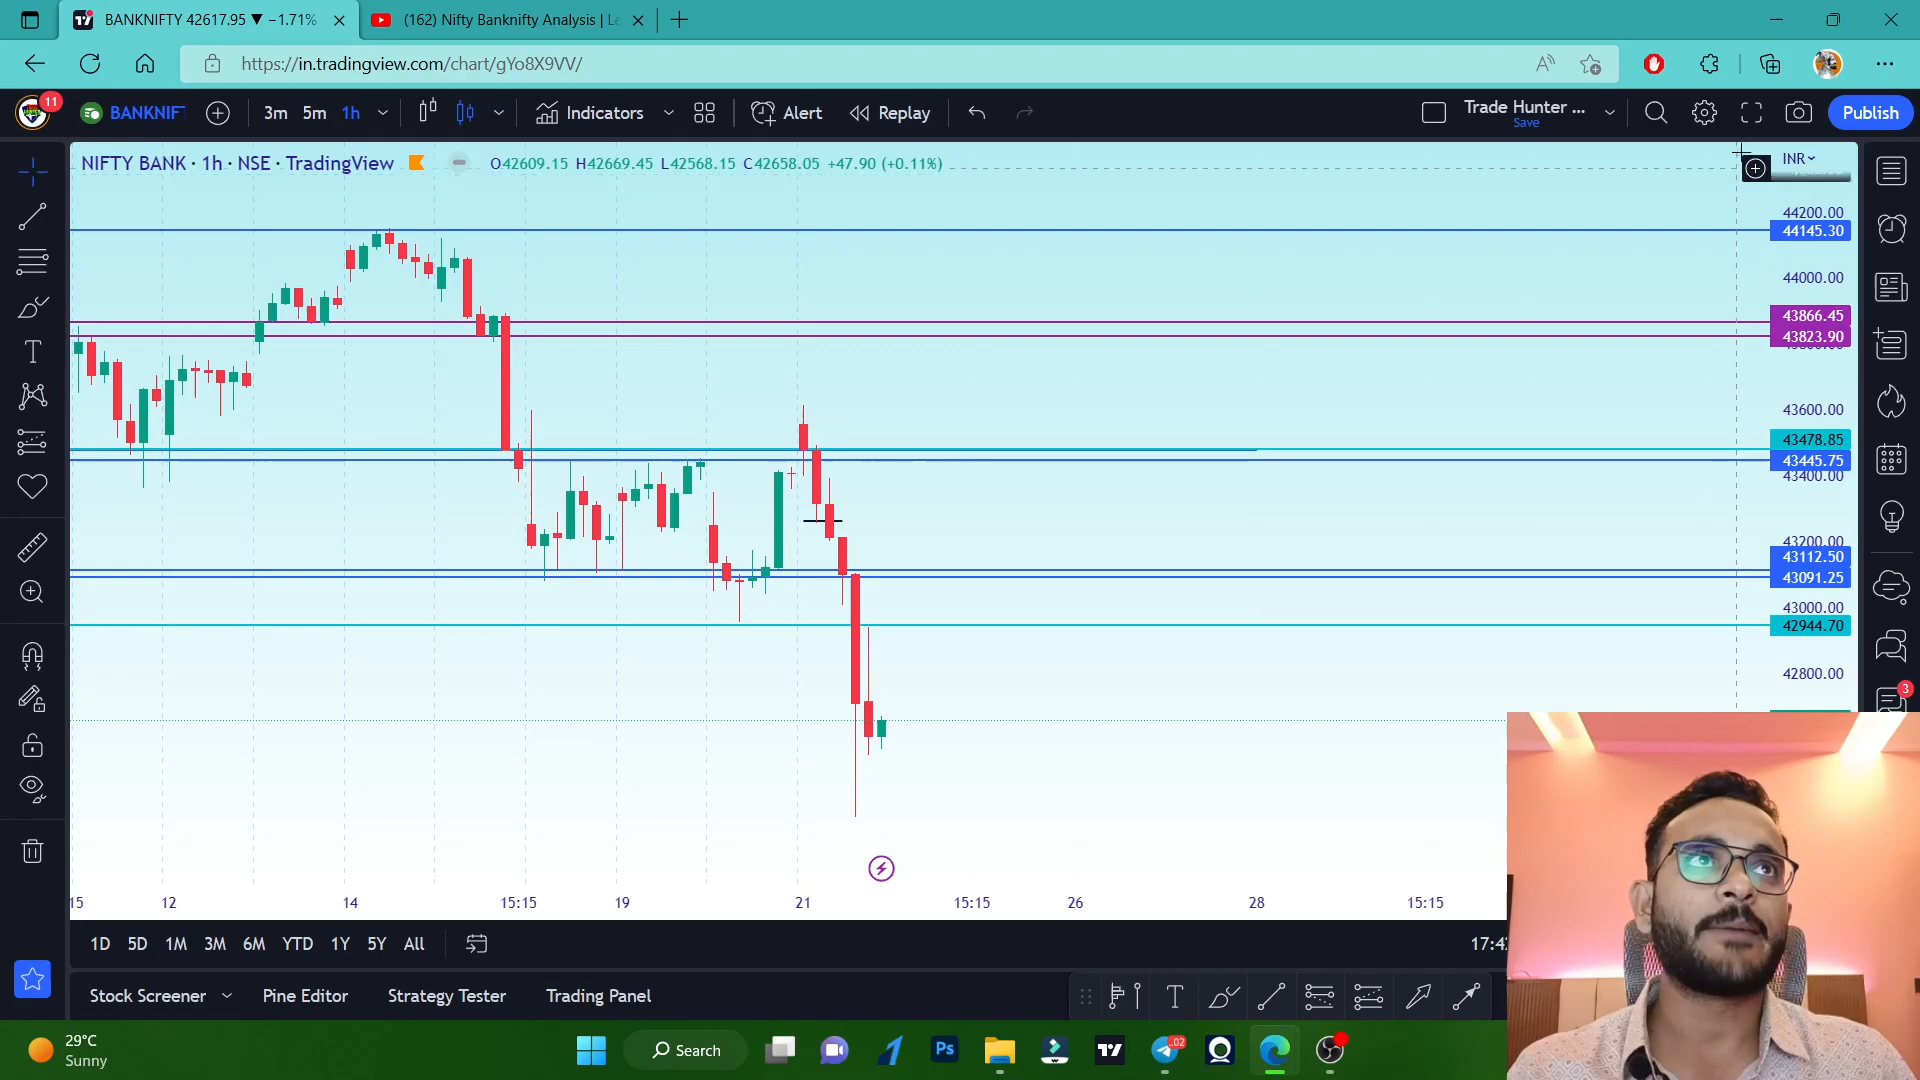 BANKNIFTY 42617.95 ▼ −1.71%
(162) Nifty Banknifty Analysis | Le
https://in.tradingview.com/chart/gYo8X9VV/
11
BANKNIFT
3m 5m 1h
Indicators
Alert
Replay
Trade Hunter ...
Save
Publish
NIFTY BANK · 1h · NSE · TradingView
O42609.15 H42669.45 L42568.15 C42658.05 +47.90 (+0.11%)
INR
44200.00
44145.30
44000.00
43866.45
43823.90
43600.00
43478.85
43445.75
43400.00
43200.00
43112.50
43091.25
43000.00
42944.70
42800.00
3
15 12 14 15:15 19 21 15:15 26 28 15:15
1D 5D 1M 3M 6M YTD 1Y 5Y All
Stock Screener Pine Editor Strategy Tester Trading Panel
29°C
Sunny
Search
Ps
.02